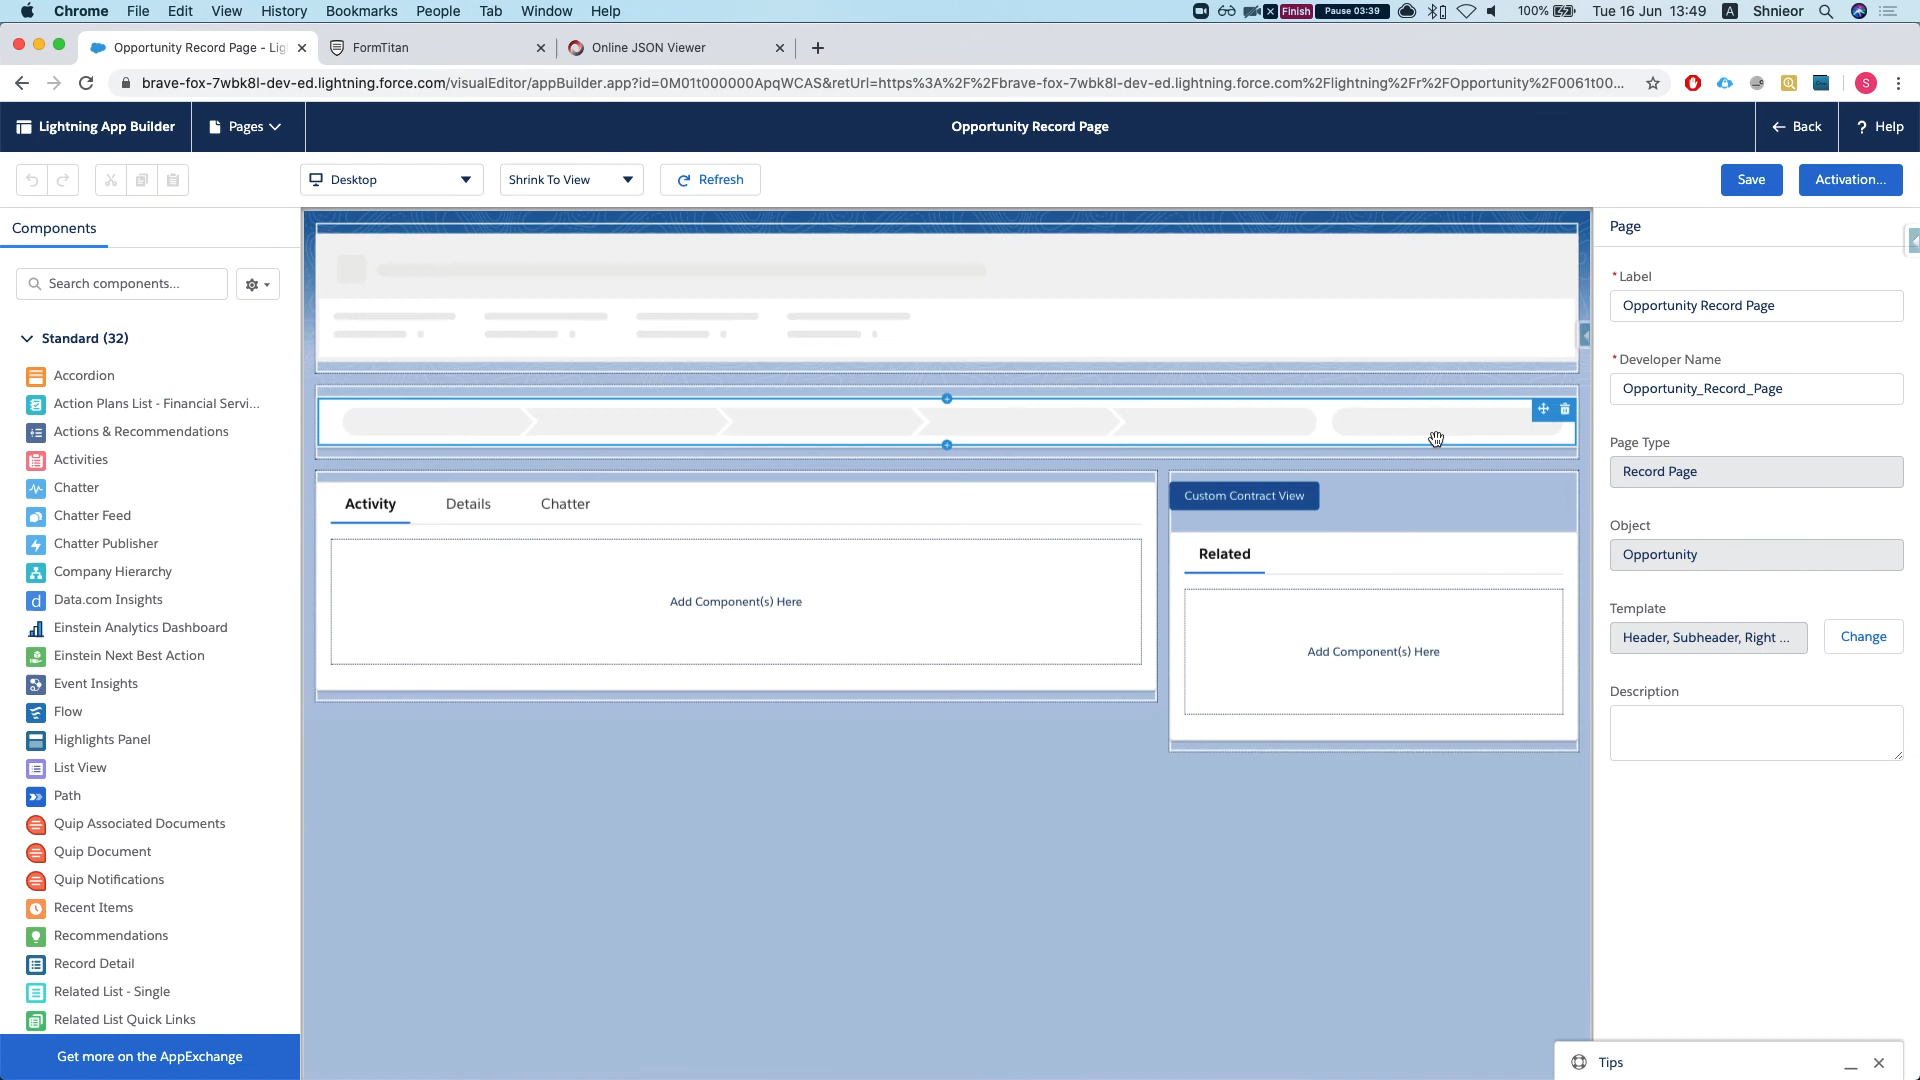 Chrome File Edit View History Bookmarks People Tab Window Help Finish Pause 03:39 100% Tue 16 Jun 13:49 A Shnieor
Opportunity Record Page - Lig FormTitan Online JSON Viewer
brave-fox-7wbk8l-dev-ed.lightning.force.com/visualEditor/appBuilder.app?id=0M01t000000ApqWCAS&retUrl=https%3A%2F%2Fbrave-fox-7wbk8l-dev-ed.lightning.force.com%2Flightning%2Fr%2FOpportunity%2F0061t00... S
Lightning App Builder Pages Opportunity Record Page Back ? Help
Desktop Shrink To View Refresh Save Activation...
Components
Search components...
Standard (32)
Accordion
Action Plans List - Financial Servi...
Actions & Recommendations
Activities
Chatter
Chatter Feed
Chatter Publisher
Company Hierarchy
d Data.com Insights
Einstein Analytics Dashboard
Einstein Next Best Action
Event Insights
Flow
Highlights Panel
List View
Path
Quip Associated Documents
Quip Document
Quip Notifications
Recent Items
Recommendations
Record Detail
Related List - Single
Related List Quick Links
Get more on the AppExchange
Activity Details Chatter
Add Component(s) Here
Custom Contract View
Related
Add Component(s) Here
Page
*Label
Opportunity Record Page
*Developer Name
Opportunity_Record_Page
Page Type
Record Page
Object
Opportunity
Template
Header, Subheader, Right ... Change
Description
Tips